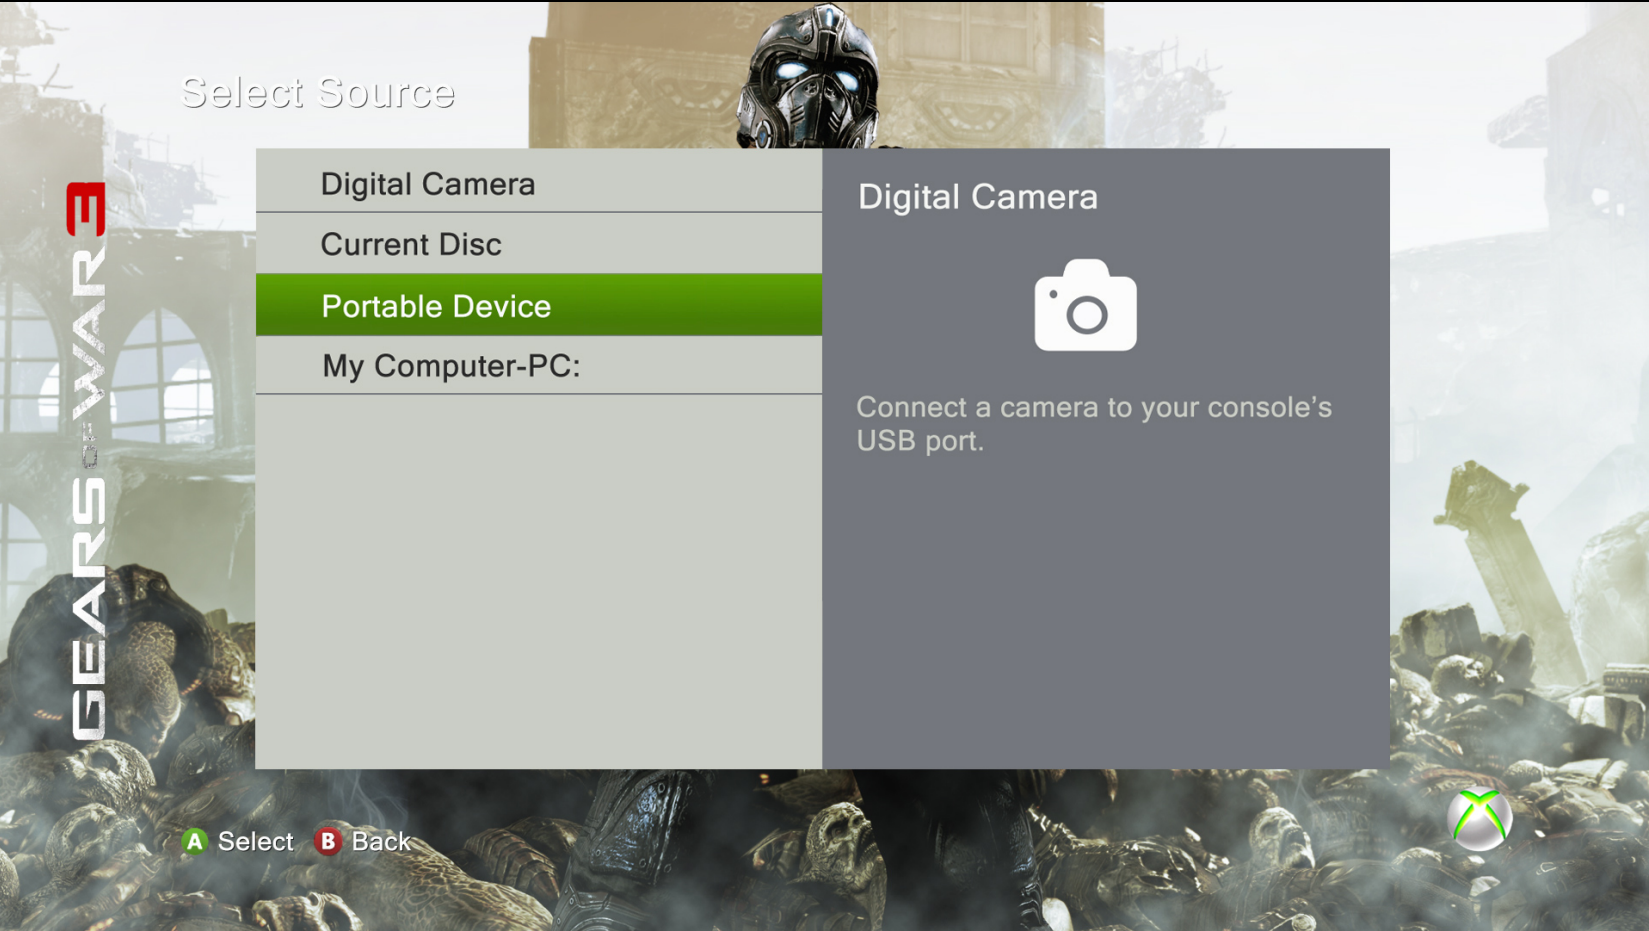 Select Source
GEARS OF WAR 3
Digital Camera
Current Disc
Portable Device
My Computer-PC:
Digital Camera
Connect a camera to your console's
USB port.
A Select B Back